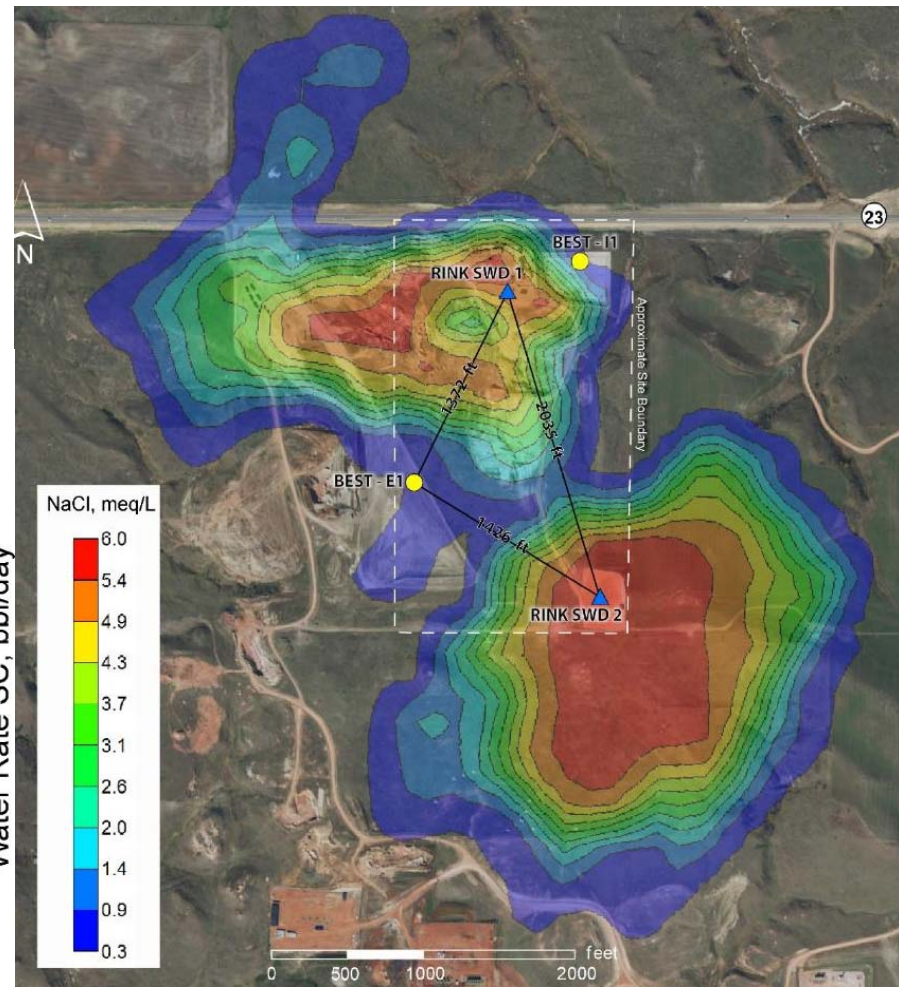 23
N
BEST - I1
RINK SWD 1
Approximate Site Boundary
1372 ft
2035 ft
BEST - E1
1426 ft
RINK SWD 2
Water Rate SC, bbl/day
NaCl, meq/L
6.0
5.4
4.9
4.3
3.7
3.1
2.6
2.0
1.4
0.9
0.3
feet
0 500 1000 2000